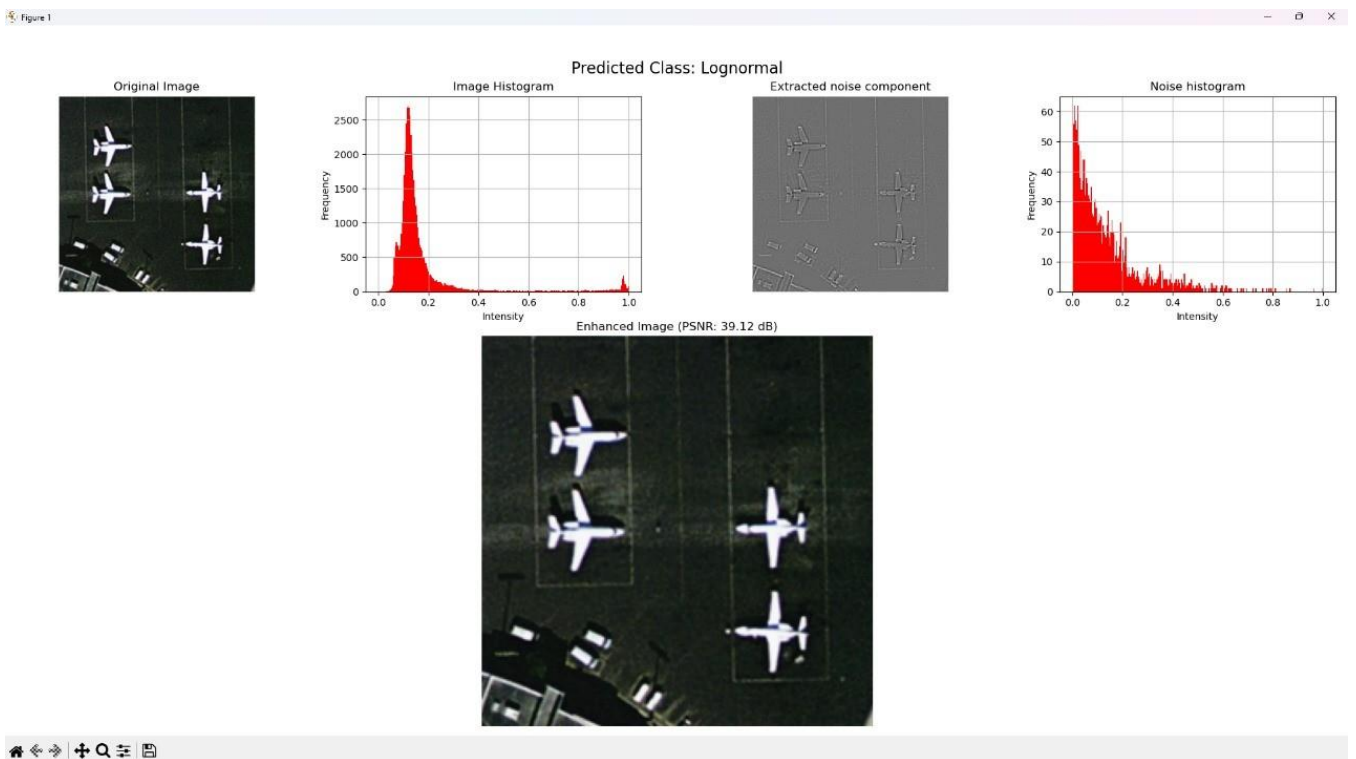 Figure 1
Predicted Class: Lognormal
Original Image
Image Histogram
Extracted noise component
Noise histogram
2500
2000
1500
1000
500
0
Frequency
0.0 0.2 0.4 0.6 0.8 1.0
Intensity
60
50
40
30
20
10
0
Frequency
0.0 0.2 0.4 0.6 0.8 1.0
Intensity
Enhanced Image (PSNR: 39.12 dB)